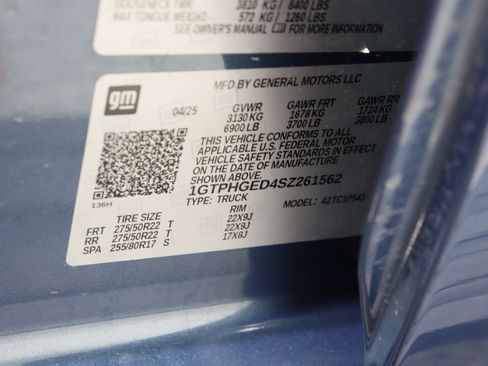 GOOSENECK TWR: 3810 KG / 8400 LBS
MAX TONGUE WEIGHT: 572 KG / 1260 LBS
SEE OWNER'S MANUAL FOR MORE INFORMATION
gm
MFD BY GENERAL MOTORS LLC
04/25 GVWR GAWR FRT GAWR RR
3130 KG 1678 KG 1724 KG
6900 LB 3700 LB 3800 LB
THIS VEHICLE CONFORMS TO ALL
APPLICABLE U.S. FEDERAL MOTOR
VEHICLE SAFETY STANDARDS IN EFFECT
ON THE DATE OF MANUFACTURE
SHOWN ABOVE.
1GTPHGED4SZ261562
136H TYPE: TRUCK MODEL: 42TC10543
TIRE SIZE RIM
FRT 275/50R22 T 22X9J
RR 275/50R22 T 22X9J
SPA 255/80R17 S 17X8J